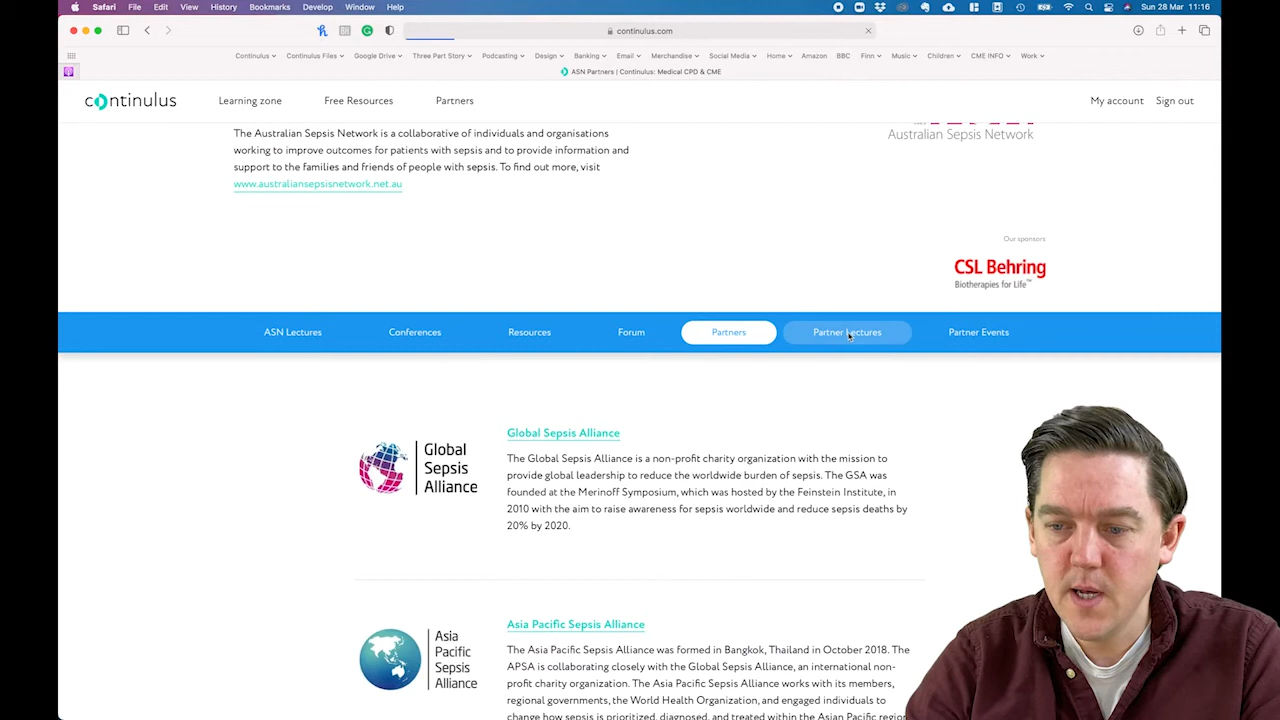 Safari File Edit View History Bookmarks Develop Window Help Sun 28 Mar 11:16
continulus.com
Continulus Continulus Files Google Drive Three Part Story Podcasting Design Banking Email Merchandise Social Media Home Amazon BBC Finn Music Children CME INFO Work
ASN Partners | Continulus: Medical CPD & CME
continulus Learning zone Free Resources Partners My account Sign out
The Australian Sepsis Network is a collaborative of individuals and organisations
working to improve outcomes for patients with sepsis and to provide information and
support to the families and friends of people with sepsis. To find out more, visit
www.australiansepsisnetwork.net.au
Australian Sepsis Network
Our sponsors
CSL Behring
Biotherapies for Life™
ASN Lectures Conferences Resources Forum Partners Partner Lectures Partner Events
Global
Sepsis
Alliance
Global Sepsis Alliance
The Global Sepsis Alliance is a non-profit charity organization with the mission to
provide global leadership to reduce the worldwide burden of sepsis. The GSA was
founded at the Merinoff Symposium, which was hosted by the Feinstein Institute, in
2010 with the aim to raise awareness for sepsis worldwide and reduce sepsis deaths by
20% by 2020.
Asia
Pacific
Sepsis
Alliance
Asia Pacific Sepsis Alliance
The Asia Pacific Sepsis Alliance was formed in Bangkok, Thailand in October 2018. The
APSA is collaborating closely with the Global Sepsis Alliance, an international non-
profit charity organization. The Asia Pacific Sepsis Alliance works with its members,
regional governments, the World Health Organization, and engaged individuals to
change how sepsis is prioritized, diagnosed, and treated within the Asian Pacific